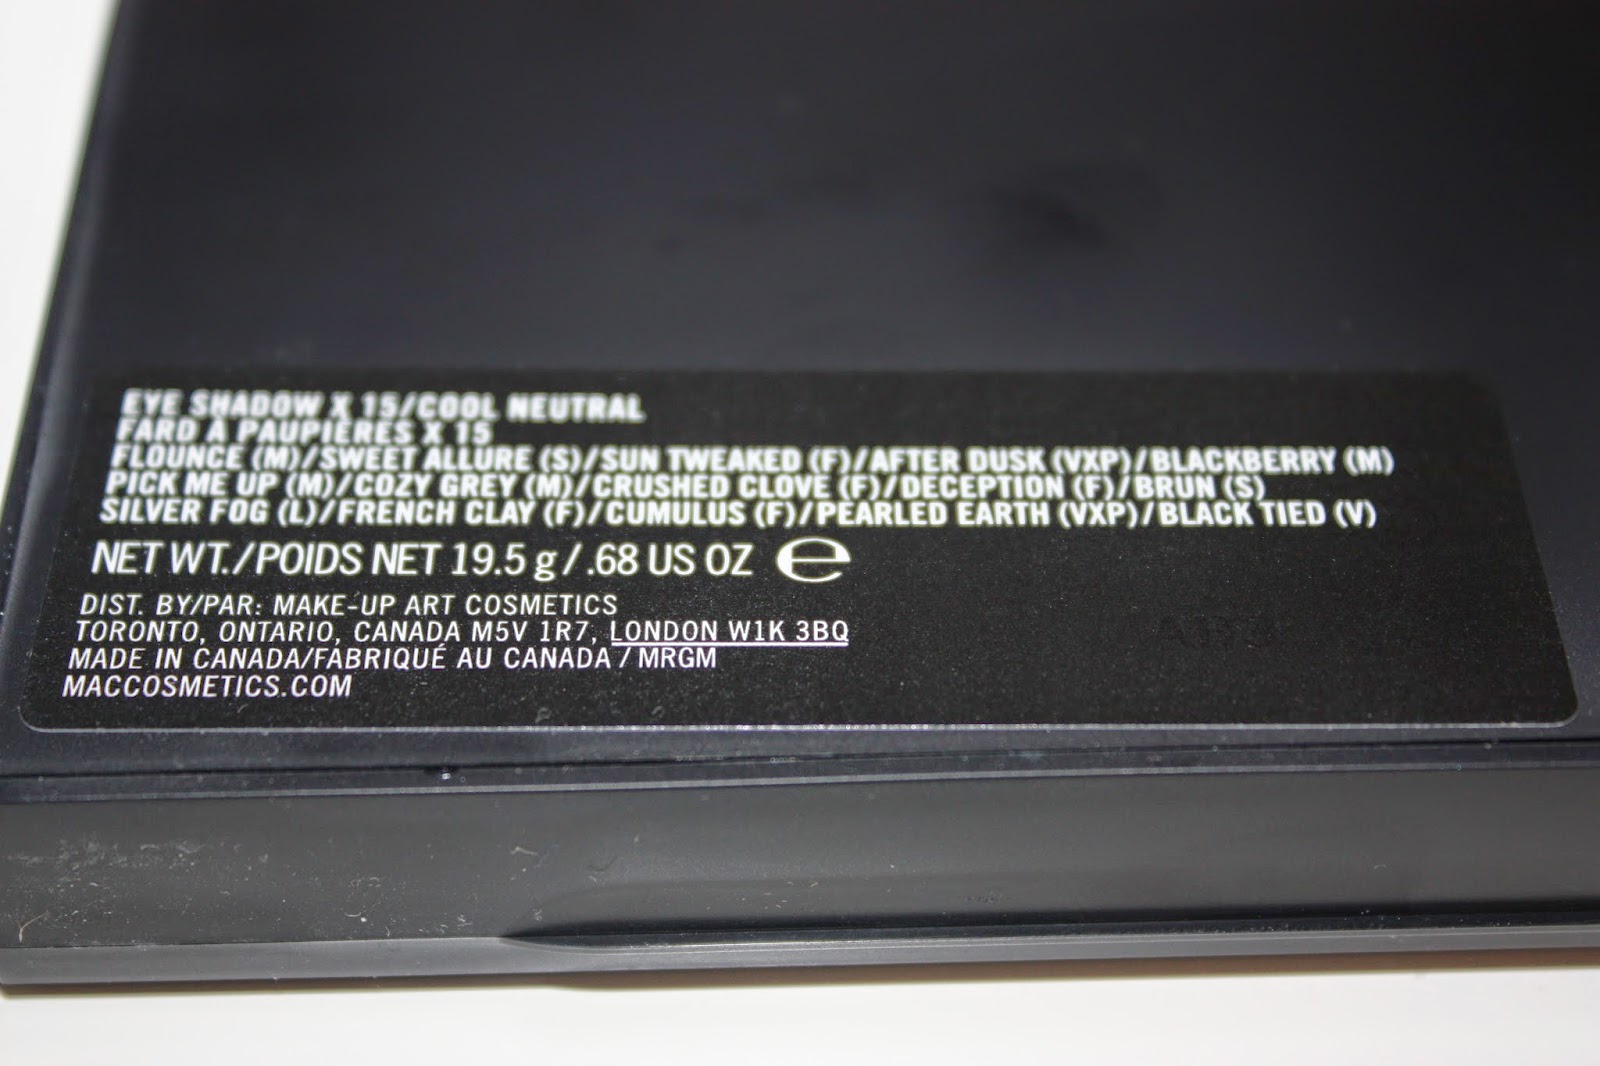 EYE SHADOW X 15/COOL NEUTRAL
FARD À PAUPIÈRES X 15
FLOUNCE (M)/SWEET ALLURE (S)/SUN TWEAKED (F)/AFTER DUSK (VXP)/BLACKBERRY (M)
PICK ME UP (M)/COZY GREY (M)/CRUSHED CLOVE (F)/DECEPTION (F)/BRUN (S)
SILVER FOG (L)/FRENCH CLAY (F)/CUMULUS (F)/PEARLED EARTH (VXP)/BLACK TIED (V)
NET WT./POIDS NET 19.5 g/.68 US OZ ℮
DIST. BY/PAR: MAKE-UP ART COSMETICS
TORONTO, ONTARIO, CANADA M5V 1R7, LONDON W1K 3BQ
MADE IN CANADA/FABRIQUÉ AU CANADA / MRGM
MACCOSMETICS.COM